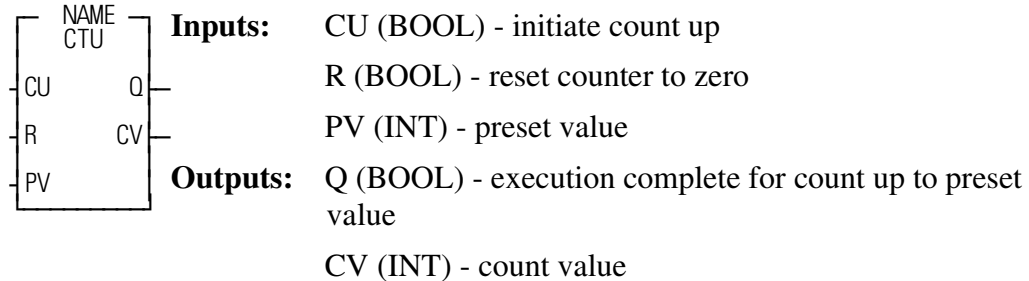 NAME
CTU
CU Q
R CV
PV
Inputs: CU (BOOL) - initiate count up
R (BOOL) - reset counter to zero
PV (INT) - preset value
Outputs: Q (BOOL) - execution complete for count up to preset
value
CV (INT) - count value